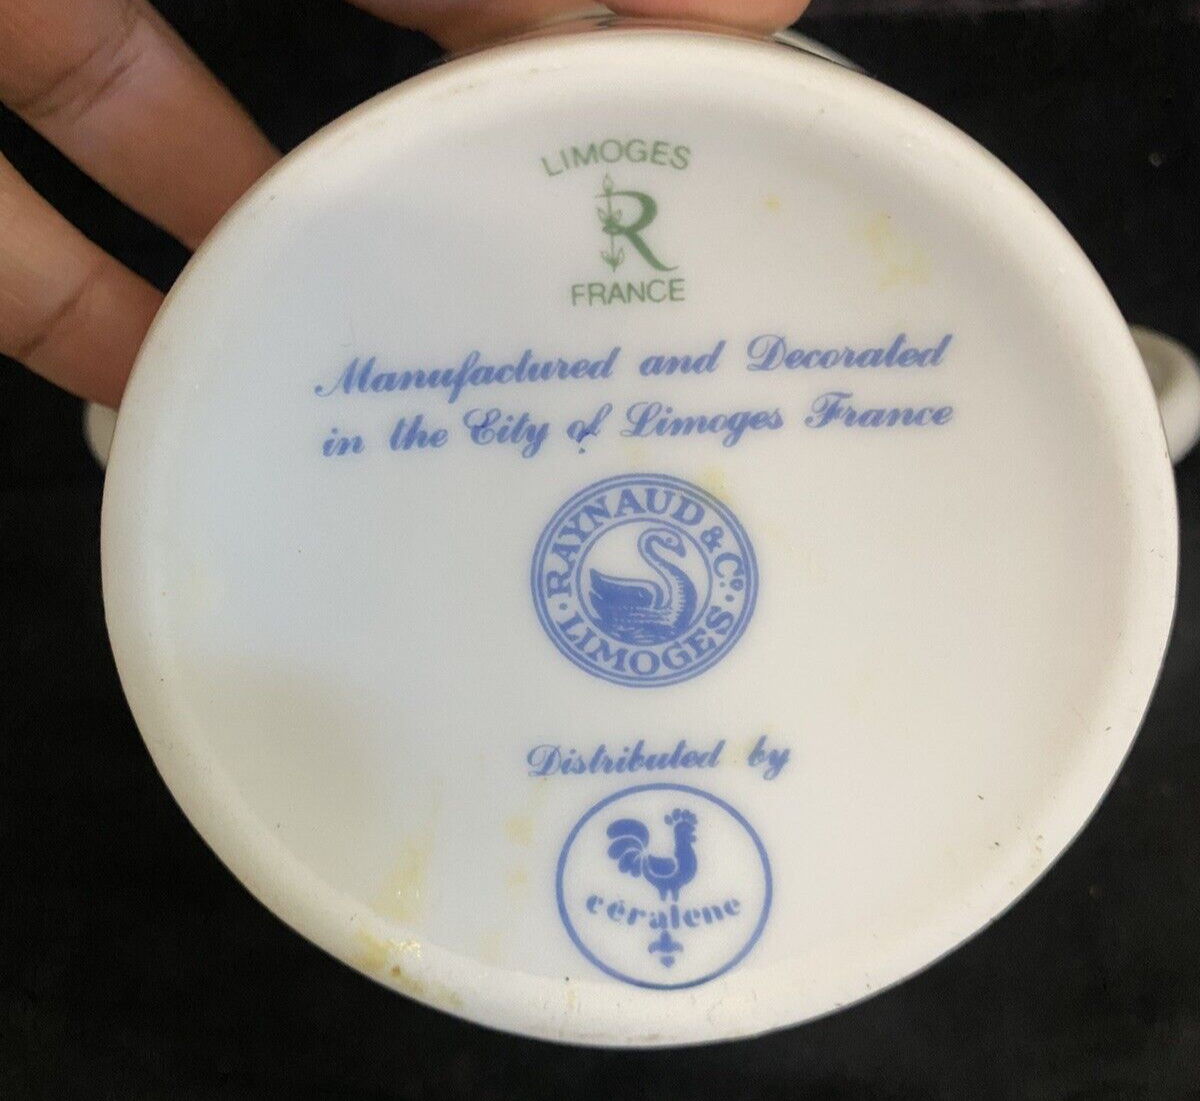 LIMOGES
R
FRANCE
Manufactured and Decorated
in the City of Limoges France
RAYNAUD & Co.
· LIMOGES ·
Distributed by
céralene